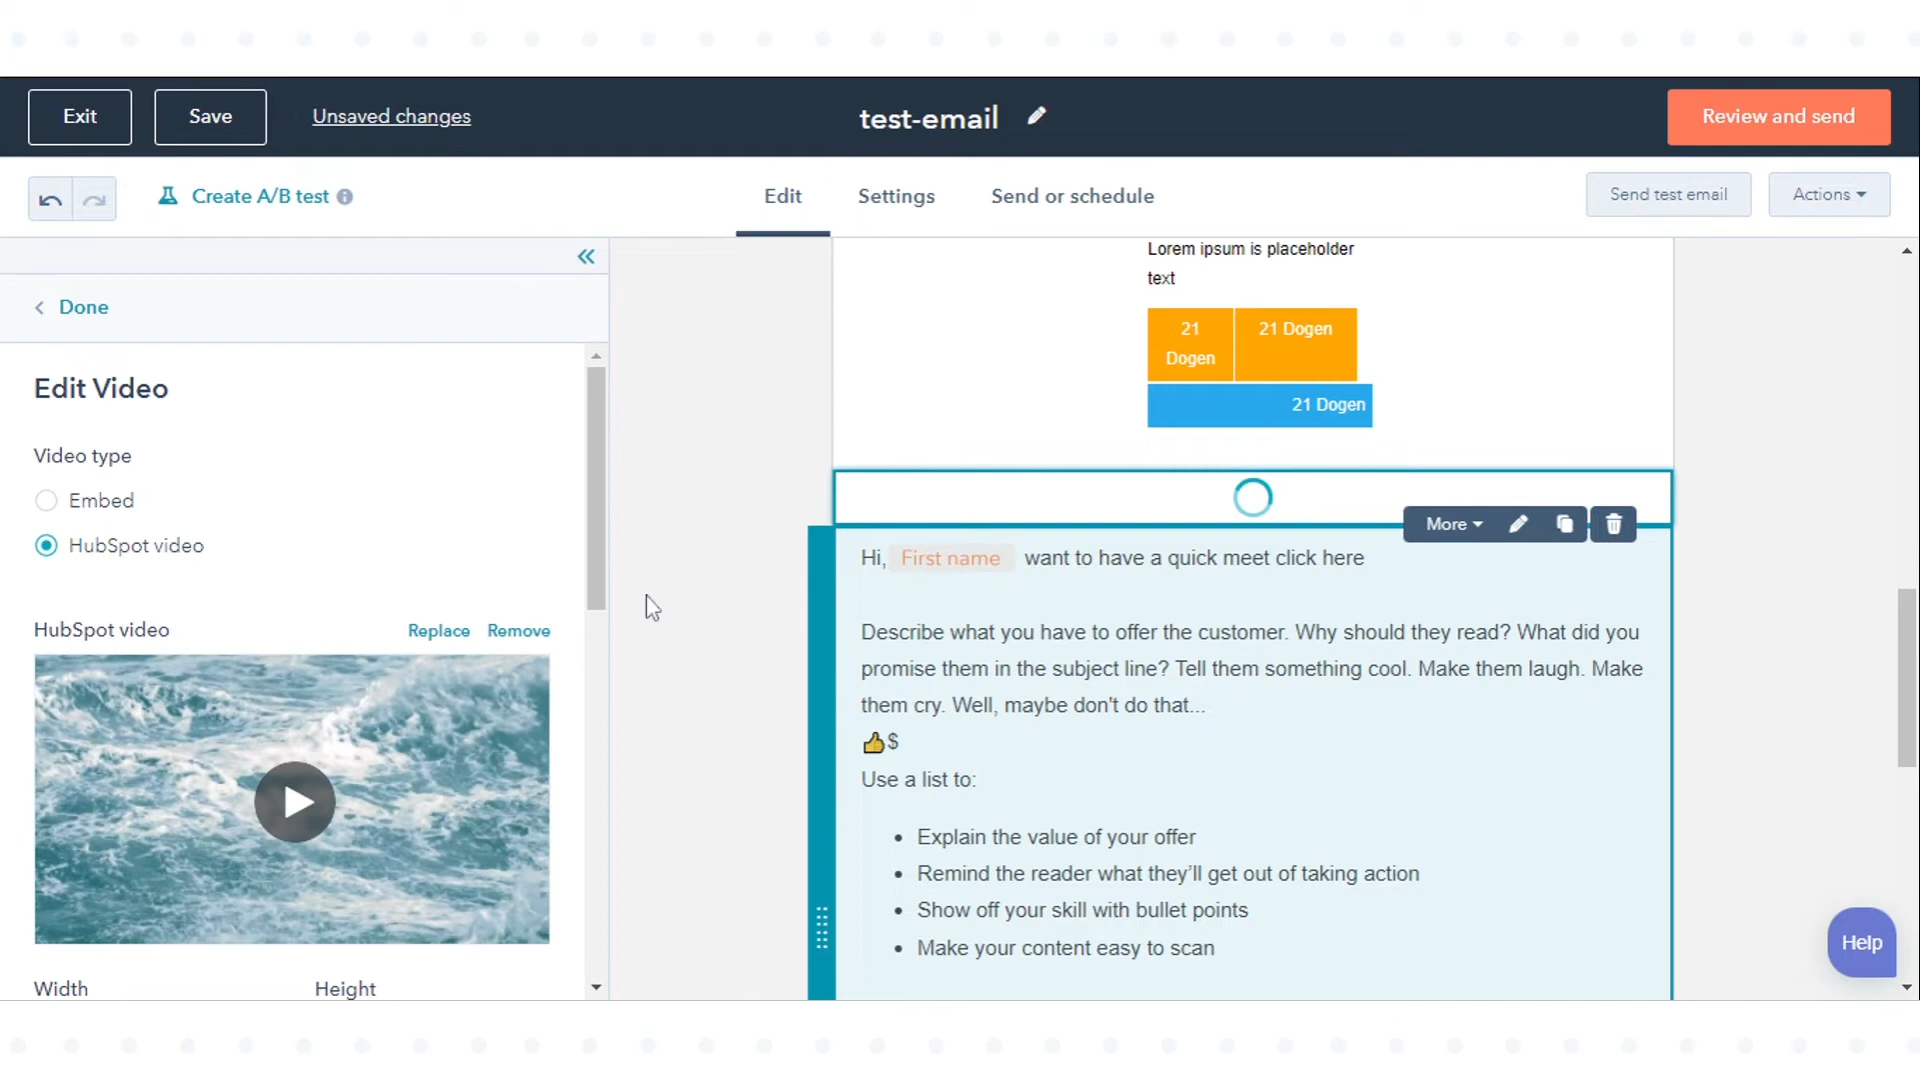 Exit
Save
Unsaved changes
test-email
Review and send
Create A/B test
Edit
Settings
Send or schedule
Send test email
Actions
Done
Edit Video
Video type
Embed
HubSpot video
HubSpot video
Replace
Remove
Width
Height
Lorem ipsum is placeholder
text
21
Dogen
21 Dogen
21 Dogen
More
Hi, First name want to have a quick meet click here
Describe what you have to offer the customer. Why should they read? What did you
promise them in the subject line? Tell them something cool. Make them laugh. Make
them cry. Well, maybe don't do that...
👍$
Use a list to:
• Explain the value of your offer
• Remind the reader what they’ll get out of taking action
• Show off your skill with bullet points
• Make your content easy to scan
Help